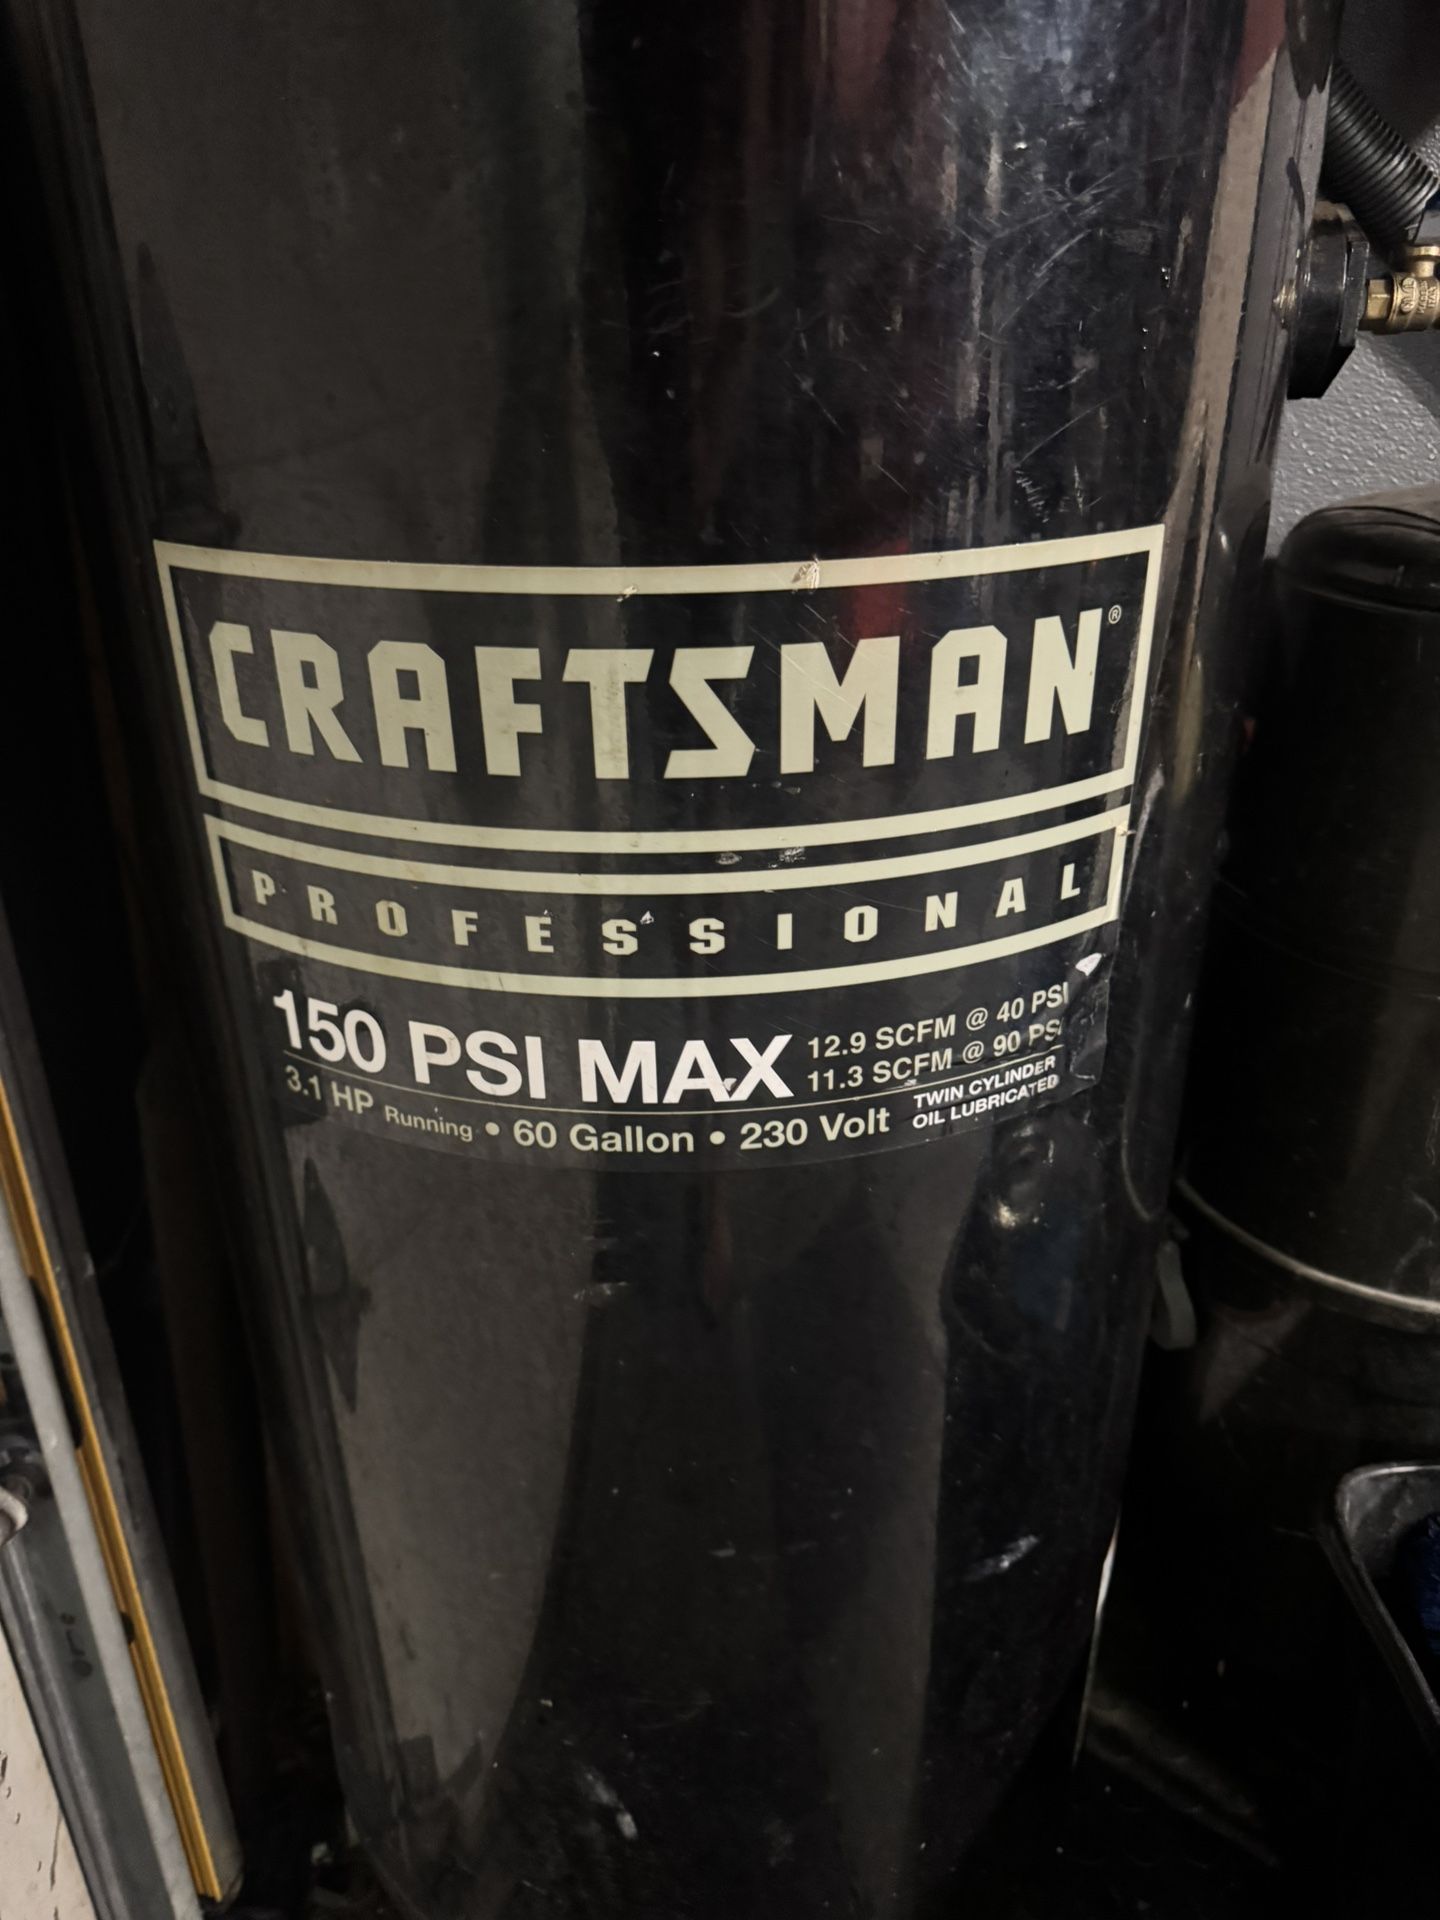 CRAFTSMAN®
PROFESSIONAL
150 PSI MAX
12.9 SCFM @ 40 PSI
11.3 SCFM @ 90 PSI
TWIN CYLINDER
OIL LUBRICATED
3.1 HP Running • 60 Gallon • 230 Volt